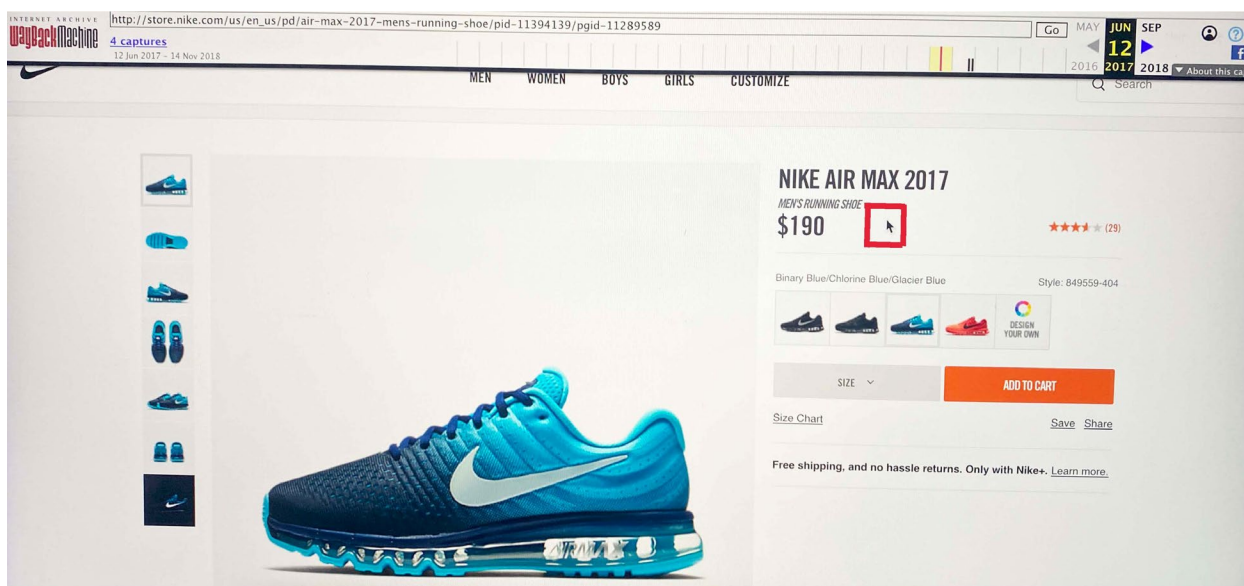 INTERNET ARCHIVE
WayBackMachine
http://store.nike.com/us/en_us/pd/air-max-2017-mens-running-shoe/pid-11394139/pgid-11289589
Go
MAY JUN SEP
4 captures
12
12 Jun 2017 – 14 Nov 2018
2016 2017 2018
About this ca
MEN WOMEN BOYS GIRLS CUSTOMIZE
Search
NIKE AIR MAX 2017
MEN'S RUNNING SHOE
$190
(29)
Binary Blue/Chlorine Blue/Glacier Blue
Style: 849559-404
DESIGN
YOUR OWN
SIZE
ADD TO CART
Size Chart
Save Share
Free shipping, and no hassle returns. Only with Nike+. Learn more.
AIRMAX